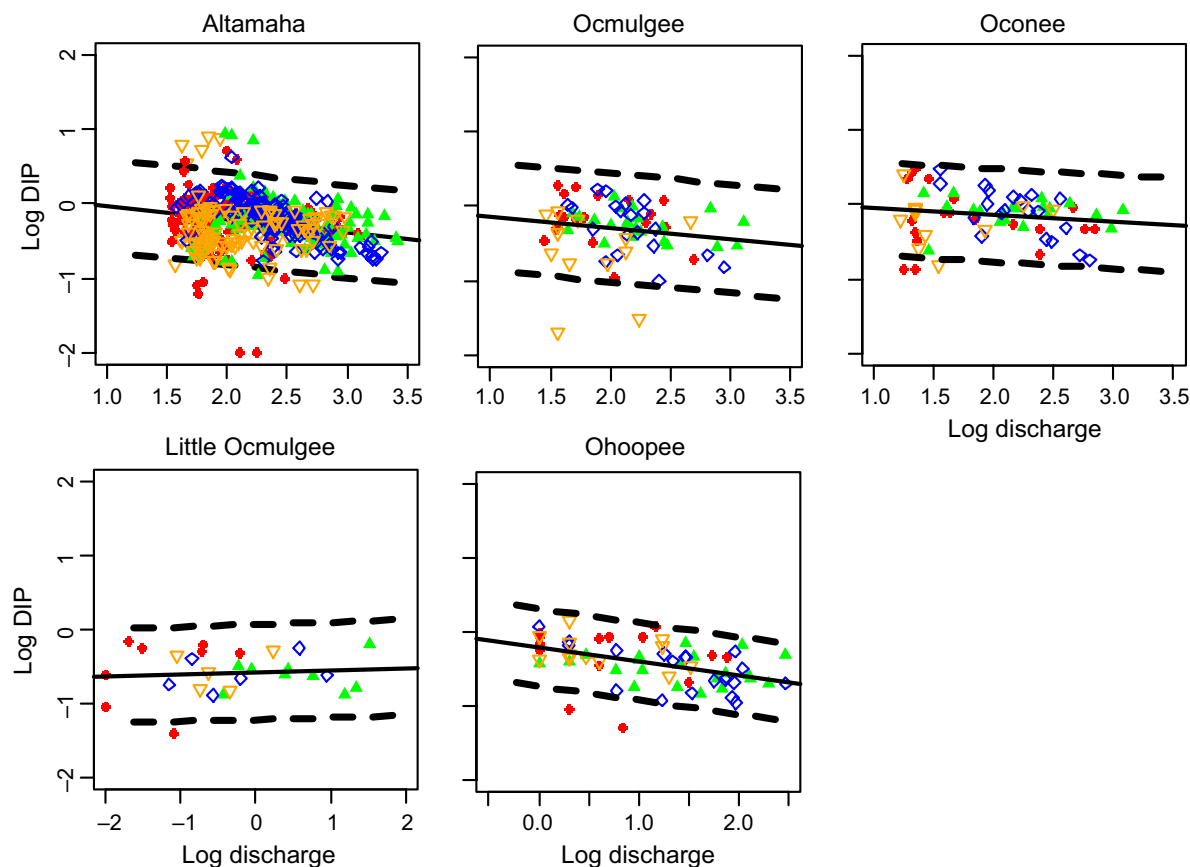 Altamaha Ocmulgee Oconee
Log DIP
2
1
0
–1
–2
1.0 1.5 2.0 2.5 3.0 3.5
1.0 1.5 2.0 2.5 3.0 3.5
1.0 1.5 2.0 2.5 3.0 3.5
Log discharge
Little Ocmulgee Ohoopee
Log DIP
2
1
0
–1
–2
–2 –1 0 1 2
0.0 1.0 2.0
Log discharge Log discharge